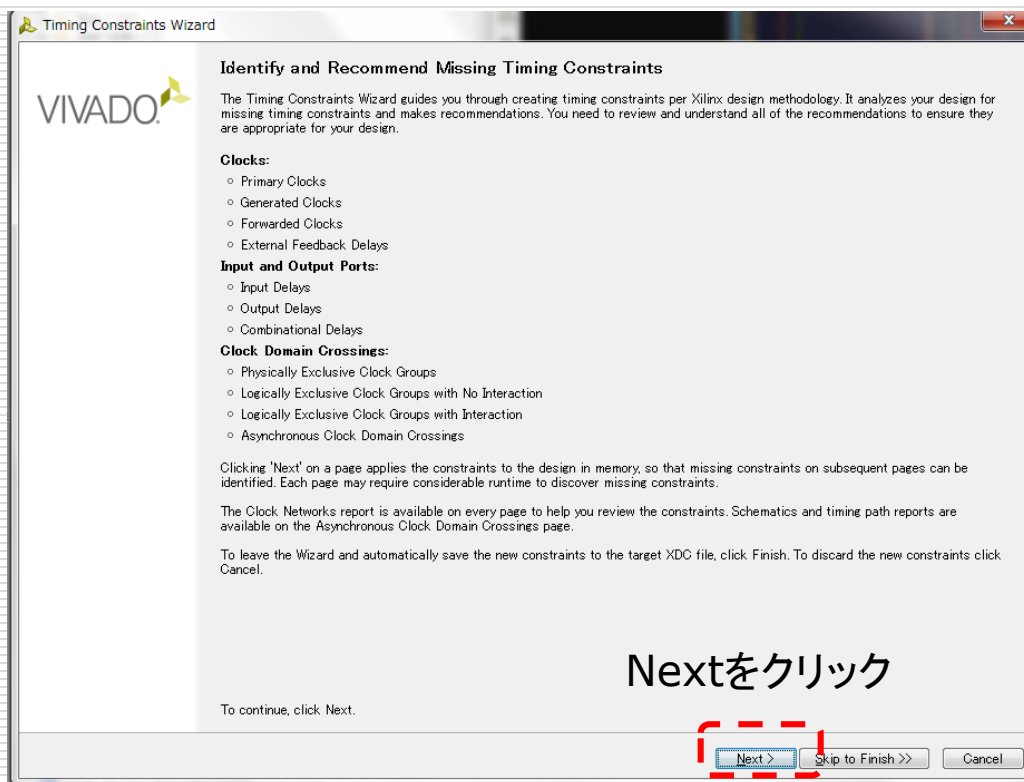 Timing Constraints Wizard
VIVADO
Identify and Recommend Missing Timing Constraints
The Timing Constraints Wizard guides you through creating timing constraints per Xilinx design methodology. It analyzes your design for
missing timing constraints and makes recommendations. You need to review and understand all of the recommendations to ensure they
are appropriate for your design.
Clocks:
Primary Clocks
Generated Clocks
Forwarded Clocks
External Feedback Delays
Input and Output Ports:
Input Delays
Output Delays
Combinational Delays
Clock Domain Crossings:
Physically Exclusive Clock Groups
Logically Exclusive Clock Groups with No Interaction
Logically Exclusive Clock Groups with Interaction
Asynchronous Clock Domain Crossings
Clicking 'Next' on a page applies the constraints to the design in memory, so that missing constraints on subsequent pages can be
identified. Each page may require considerable runtime to discover missing constraints.
The Clock Networks report is available on every page to help you review the constraints. Schematics and timing path reports are
available on the Asynchronous Clock Domain Crossings page.
To leave the Wizard and automatically save the new constraints to the target XDC file, click Finish. To discard the new constraints click
Cancel.
Nextをクリック
To continue, click Next.
Next > Skip to Finish >> Cancel